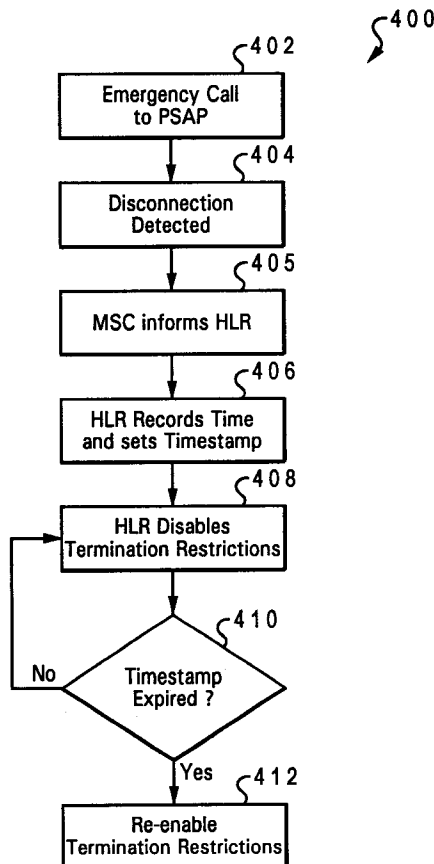 400
402
Emergency Call
to PSAP
404
Disconnection
Detected
405
MSC informs HLR
406
HLR Records Time
and sets Timestamp
408
HLR Disables
Termination Restrictions
410
Timestamp
Expired ?
No
Yes
412
Re-enable
Termination Restrictions